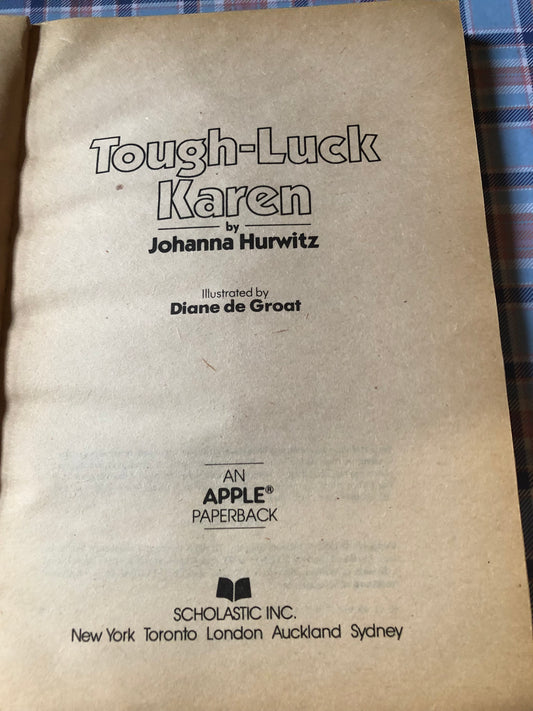 Tough-Luck
Karen
by
Johanna Hurwitz
Illustrated by
Diane de Groat
AN
APPLE®
PAPERBACK
SCHOLASTIC INC.
New York Toronto London Auckland Sydney